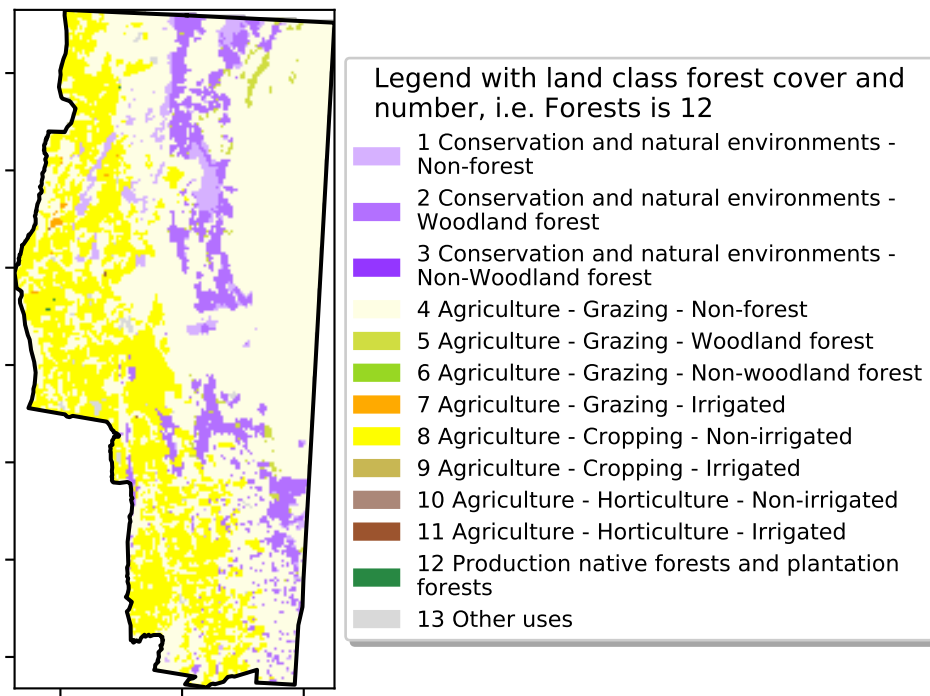 Legend with land class forest cover and
number, i.e. Forests is 12
1 Conservation and natural environments -
Non-forest
2 Conservation and natural environments -
Woodland forest
3 Conservation and natural environments -
Non-Woodland forest
4 Agriculture - Grazing - Non-forest
5 Agriculture - Grazing - Woodland forest
6 Agriculture - Grazing - Non-woodland forest
7 Agriculture - Grazing - Irrigated
8 Agriculture - Cropping - Non-irrigated
9 Agriculture - Cropping - Irrigated
10 Agriculture - Horticulture - Non-irrigated
11 Agriculture - Horticulture - Irrigated
12 Production native forests and plantation
forests
13 Other uses